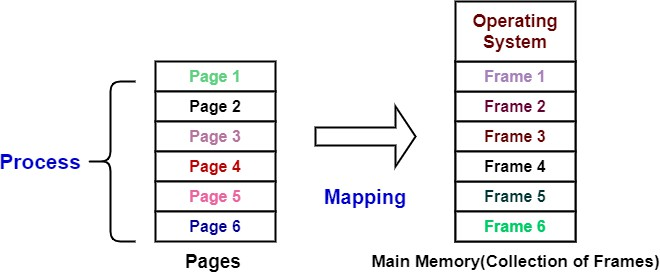 Operating
System
Page 1
Page 2
Page 3
Page 4
Page 5
Page 6
Process
Pages
Mapping
Frame 1
Frame 2
Frame 3
Frame 4
Frame 5
Frame 6
Main Memory(Collection of Frames)